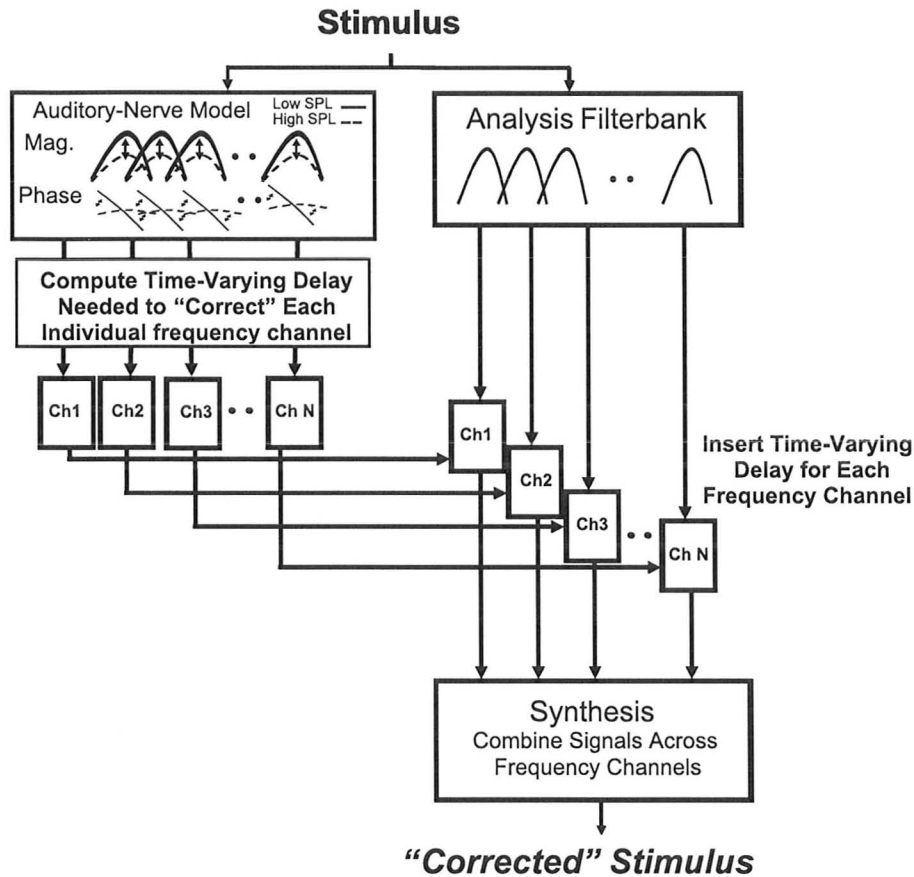 Stimulus
Auditory-Nerve Model
Low SPL
High SPL
Mag.
Phase
Analysis Filterbank
Compute Time-Varying Delay
Needed to “Correct” Each
Individual frequency channel
Ch1
Ch2
Ch3
Ch N
Ch1
Ch2
Ch3
Ch N
Insert Time-Varying
Delay for Each
Frequency Channel
Synthesis
Combine Signals Across
Frequency Channels
“Corrected” Stimulus